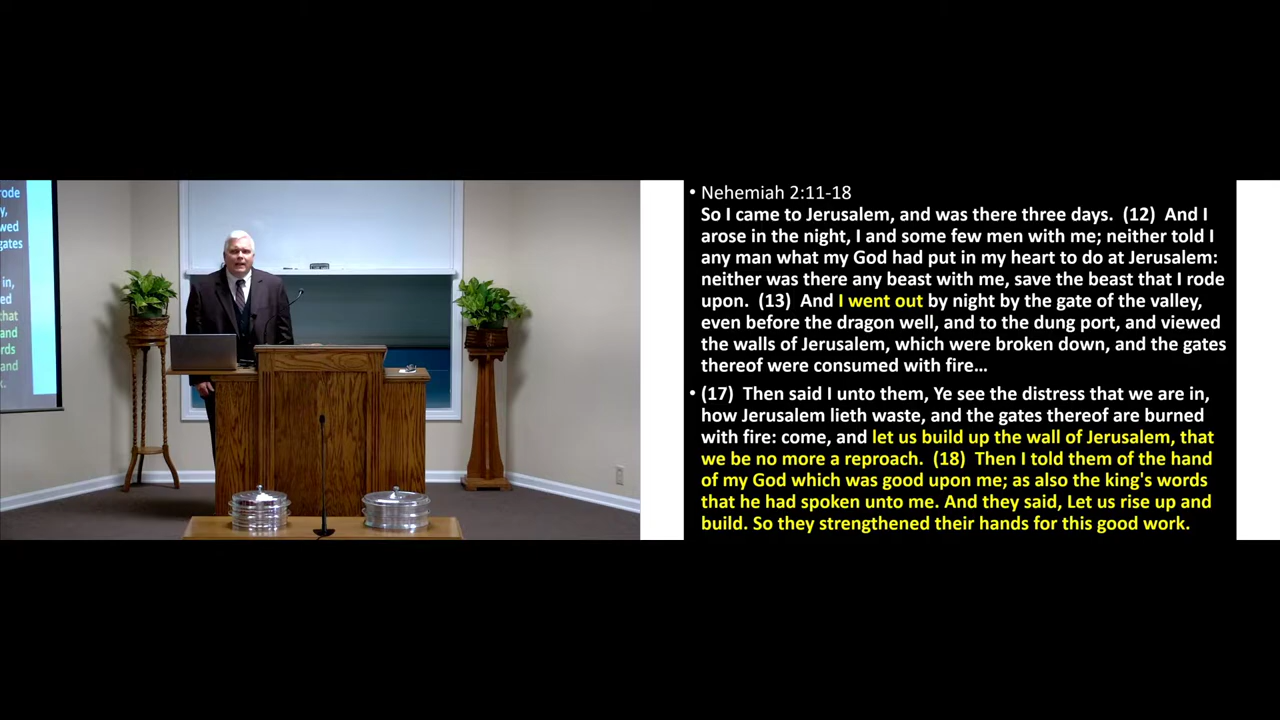 rode
y,
wed
gates
in,
ed
that
and
rds
and
k.
• Nehemiah 2:11-18
So I came to Jerusalem, and was there three days. (12) And I
arose in the night, I and some few men with me; neither told I
any man what my God had put in my heart to do at Jerusalem:
neither was there any beast with me, save the beast that I rode
upon. (13) And I went out by night by the gate of the valley,
even before the dragon well, and to the dung port, and viewed
the walls of Jerusalem, which were broken down, and the gates
thereof were consumed with fire…
• (17) Then said I unto them, Ye see the distress that we are in,
how Jerusalem lieth waste, and the gates thereof are burned
with fire: come, and let us build up the wall of Jerusalem, that
we be no more a reproach. (18) Then I told them of the hand
of my God which was good upon me; as also the king's words
that he had spoken unto me. And they said, Let us rise up and
build. So they strengthened their hands for this good work.